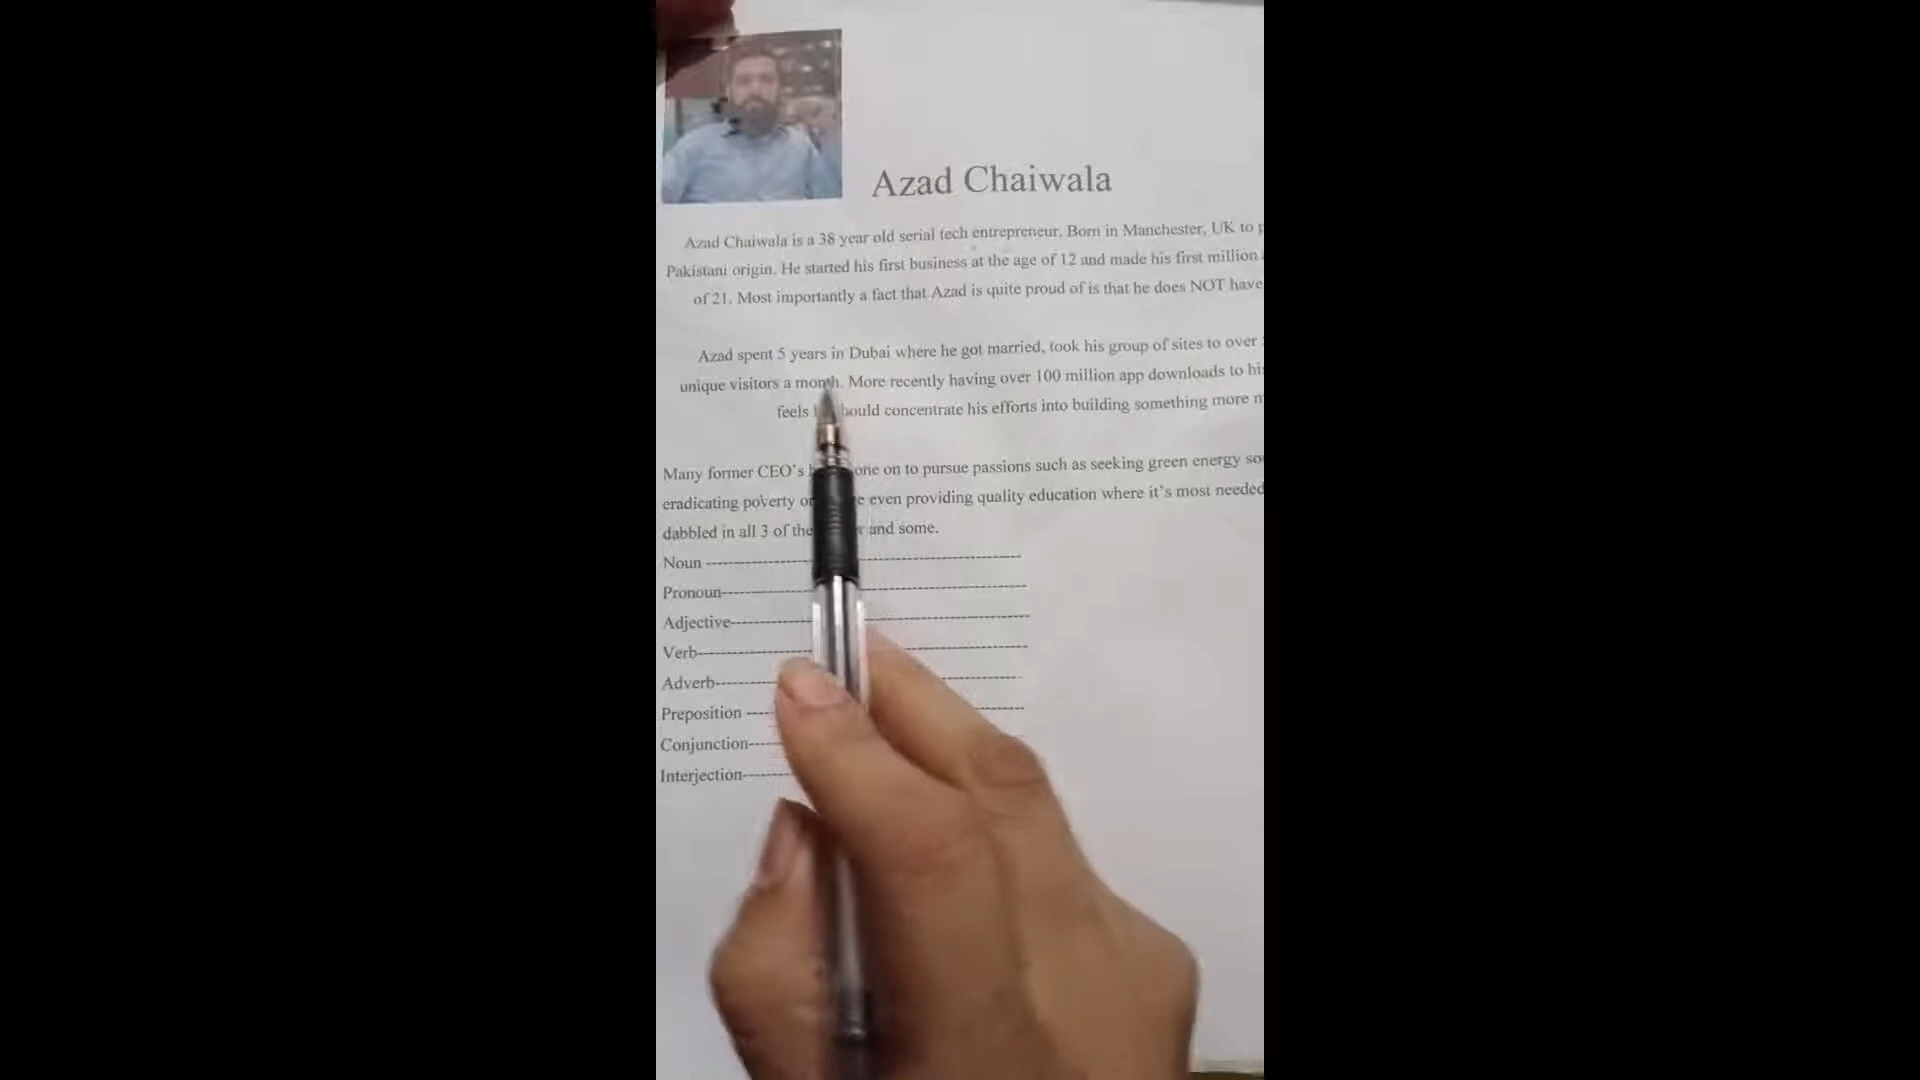 Azad Chaiwala
Azad Chaiwala is a 38 year old serial tech entrepreneur. Born in Manchester, UK to
Pakistani origin. He started his first business at the age of 12 and made his first million
of 21. Most importantly a fact that Azad is quite proud of is that he does NOT have
Azad spent 5 years in Dubai where he got married, took his group of sites to over
unique visitors a month. More recently having over 100 million app downloads to
feels should concentrate his efforts into building something more
Many former CEO's one on to pursue passions such as seeking green energy
eradicating poverty or even providing quality education where it's most needed
dabbled in all 3 of the and some.
Noun --------------------
Pronoun--------------------
Adjective--------------------
Verb--------------------
Adverb--------------------
Preposition --------------------
Conjunction-----
Interjection-------